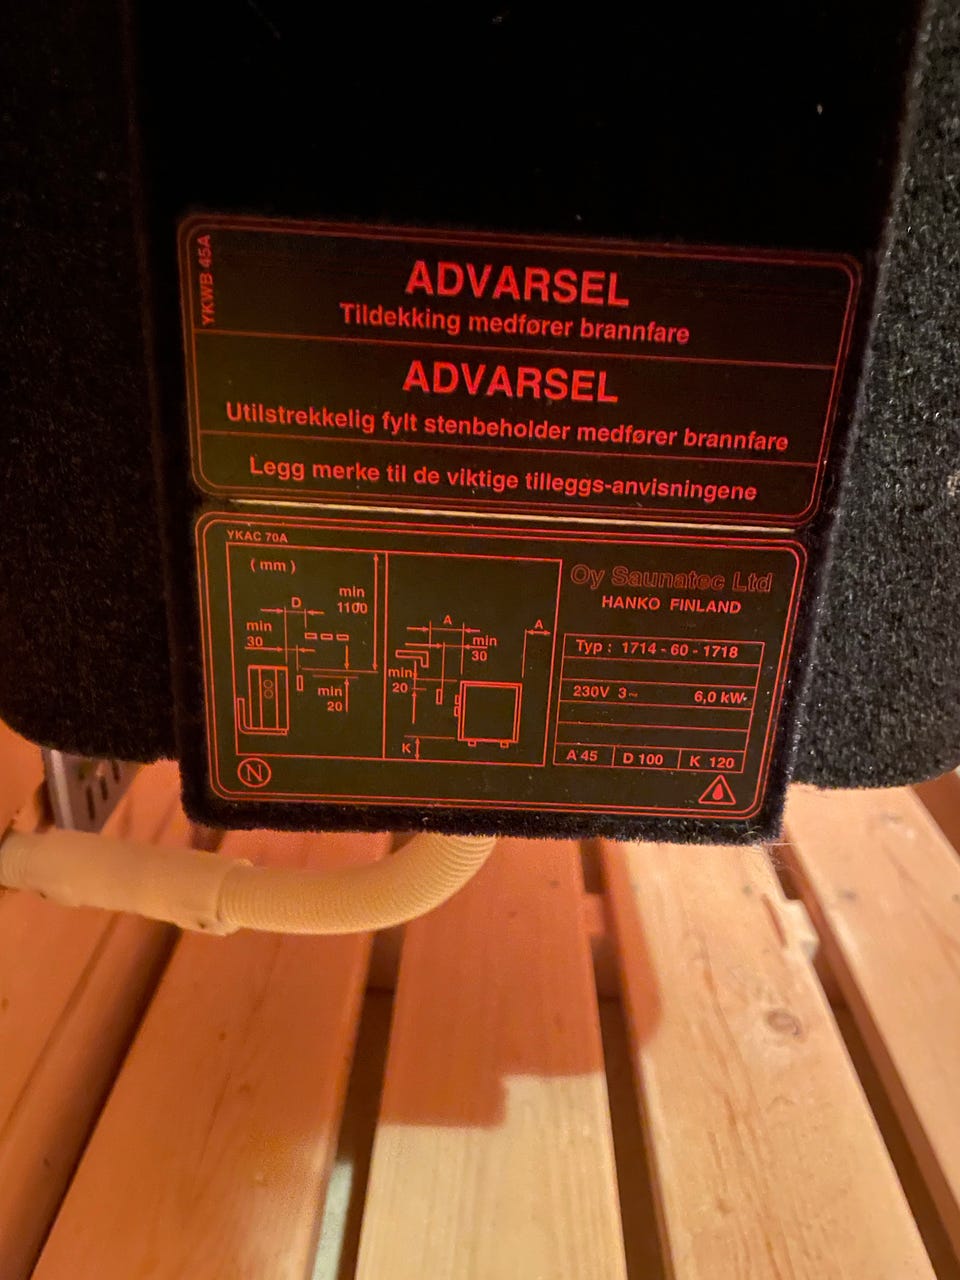 YKWB 45A
ADVARSEL
Tildekking medfører brannfare
ADVARSEL
Utilstrekkelig fylt stenbeholder medfører brannfare
Legg merke til de viktige tilleggs-anvisningene
YKAC 70A
(mm)
D
min
1100
min
30
min
20
A
min
30
A
min
20
K
N
Oy Saunatec Ltd
HANKO FINLAND
Typ : 1714 - 60 - 1718
230V 3~ 6,0 kW
A 45 D 100 K 120